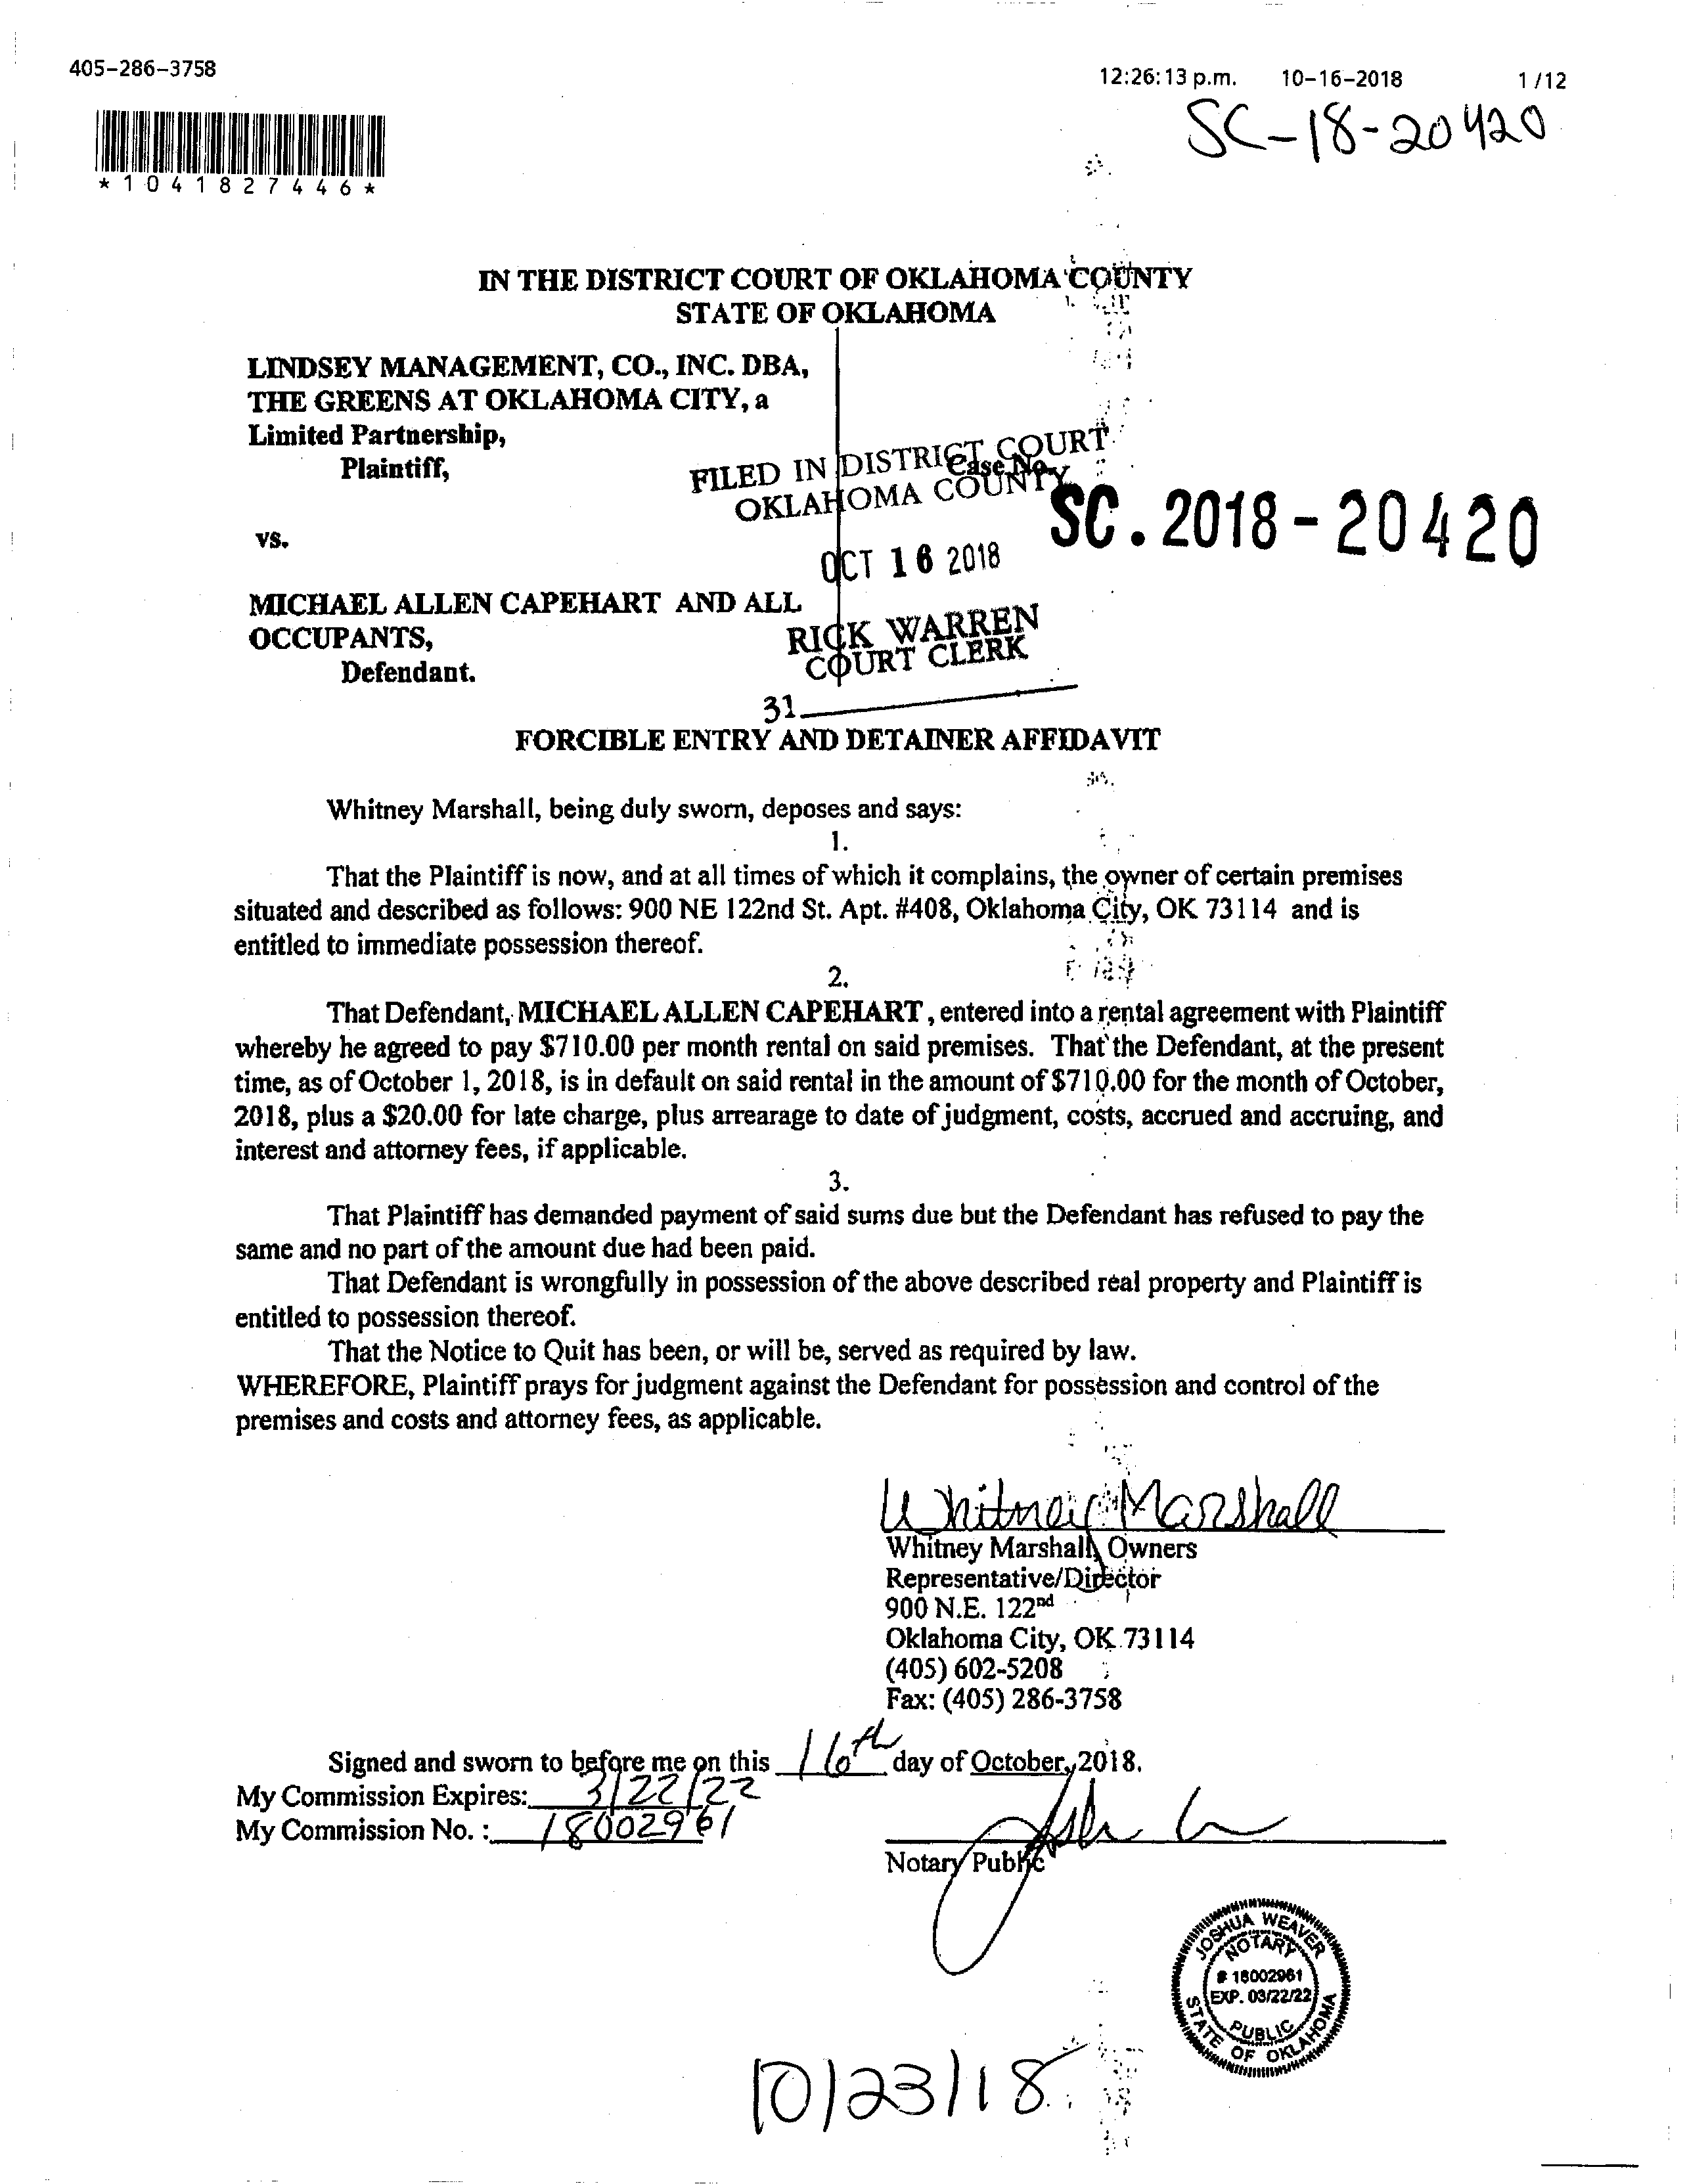 405-286-3758 12:26:13 p.m. 10-16-2018 1 /12
SC-18-20420
* 1 0 4 1 8 2 7 4 4 6 *
IN THE DISTRICT COURT OF OKLAHOMA COUNTY
STATE OF OKLAHOMA
LINDSEY MANAGEMENT, CO., INC. DBA,
THE GREENS AT OKLAHOMA CITY, a
Limited Partnership,
Plaintiff,
Case No.
FILED IN DISTRICT COURT
OKLAHOMA COUNTY
SC. 2018-20420
vs.
OCT 16 2018
MICHAEL ALLEN CAPEHART AND ALL
OCCUPANTS,
Defendant.
RICK WARREN
COURT CLERK
31
FORCIBLE ENTRY AND DETAINER AFFIDAVIT
Whitney Marshall, being duly sworn, deposes and says:
1.
That the Plaintiff is now, and at all times of which it complains, the owner of certain premises
situated and described as follows: 900 NE 122nd St. Apt. #408, Oklahoma City, OK 73114 and is
entitled to immediate possession thereof.
2.
That Defendant, MICHAEL ALLEN CAPEHART, entered into a rental agreement with Plaintiff
whereby he agreed to pay $710.00 per month rental on said premises. That the Defendant, at the present
time, as of October 1, 2018, is in default on said rental in the amount of $710.00 for the month of October,
2018, plus a $20.00 for late charge, plus arrearage to date of judgment, costs, accrued and accruing, and
interest and attorney fees, if applicable.
3.
That Plaintiff has demanded payment of said sums due but the Defendant has refused to pay the
same and no part of the amount due had been paid.
That Defendant is wrongfully in possession of the above described real property and Plaintiff is
entitled to possession thereof.
That the Notice to Quit has been, or will be, served as required by law.
WHEREFORE, Plaintiff prays for judgment against the Defendant for possession and control of the
premises and costs and attorney fees, as applicable.
Whitney Marshall
Whitney Marshall, Owners
Representative/Director
900 N.E. 122nd
Oklahoma City, OK 73114
(405) 602-5208
Fax: (405) 286-3758
Signed and sworn to before me on this 16th day of October, 2018.
My Commission Expires: 3/22/22
My Commission No. : 18002961
Notary Public
JOSHUA WEAVER
NOTARY
# 18002961
EXP. 03/22/22
PUBLIC
STATE OF OKLAHOMA
10/23/18